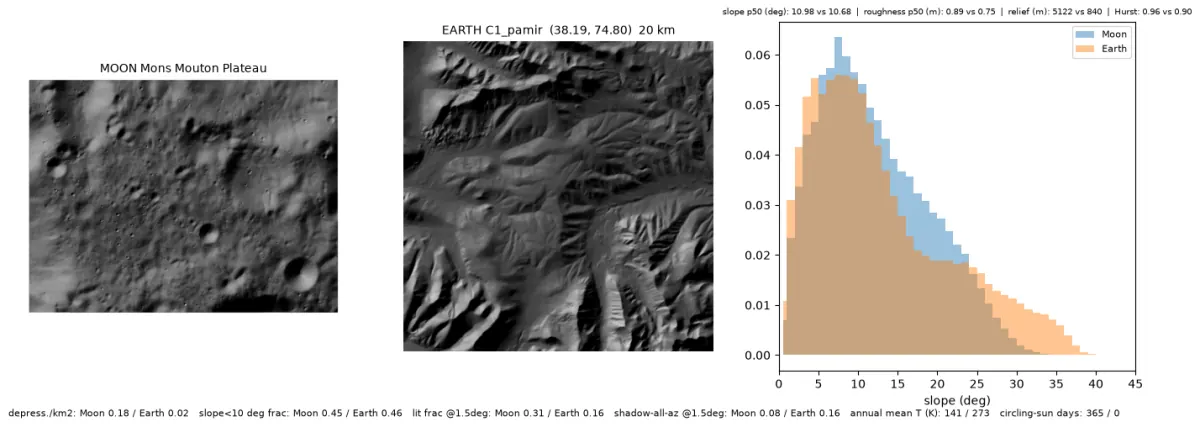 slope p50 (deg): 10.98 vs 10.68 | roughness p50 (m): 0.89 vs 0.75 | relief (m): 5122 vs 840 | Hurst: 0.96 vs 0.90
MOON Mons Mouton Plateau
EARTH C1_pamir (38.19, 74.80) 20 km
Moon
Earth
0.06
0.05
0.04
0.03
0.02
0.01
0.00
0 5 10 15 20 25 30 35 40 45
slope (deg)
depress./km2: Moon 0.18 / Earth 0.02 slope<10 deg frac: Moon 0.45 / Earth 0.46 lit frac @1.5deg: Moon 0.31 / Earth 0.16 shadow-all-az @1.5deg: Moon 0.08 / Earth 0.16 annual mean T (K): 141 / 273 circling-sun days: 365 / 0